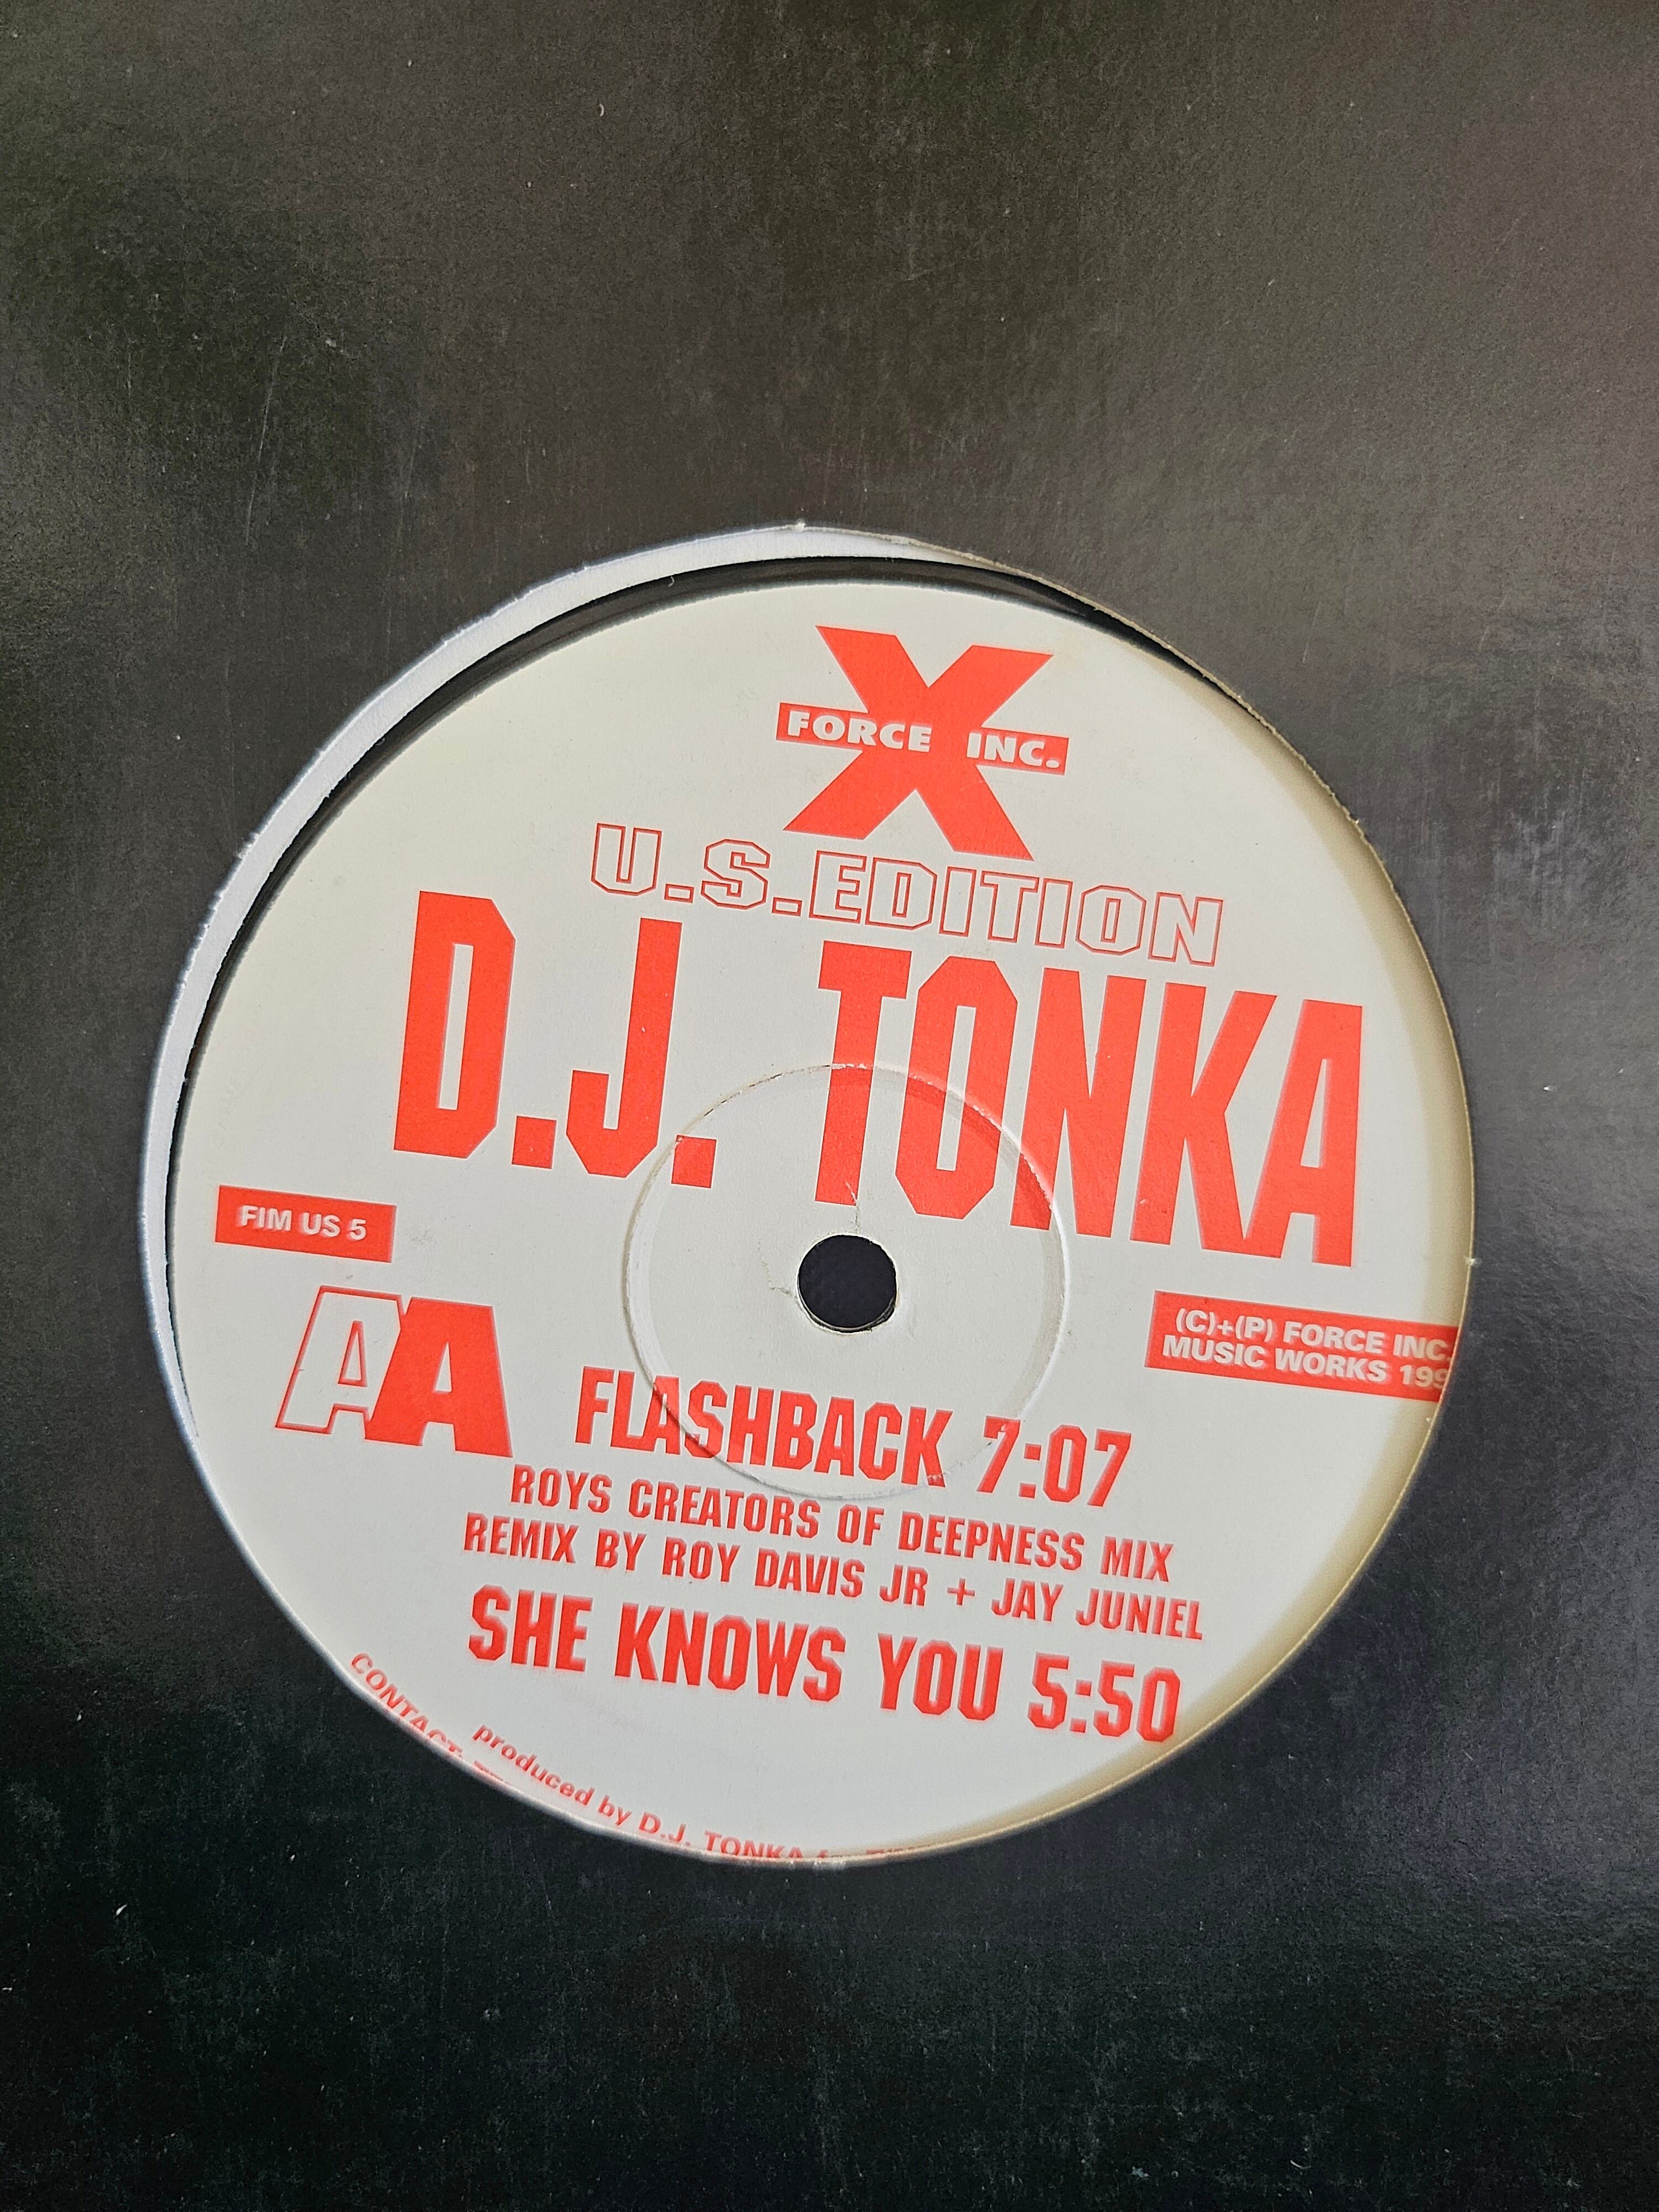 X
FORCE INC.
U.S.EDITION
D.J. TONKA
FIM US 5
(C)+(P) FORCE INC.
MUSIC WORKS 199
AA
FLASHBACK 7:07
ROYS CREATORS OF DEEPNESS MIX
REMIX BY ROY DAVIS JR + JAY JUNIEL
SHE KNOWS YOU 5:50
produced by D.J. TONKA
CONTACT: